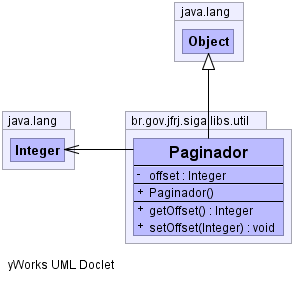 java.lang
Object
java.lang
Integer
br.gov.jfrj.siga.libs.util
Paginador
- offset : Integer
+ Paginador()
+ getOffset() : Integer
+ setOffset(Integer) : void
yWorks UML Doclet